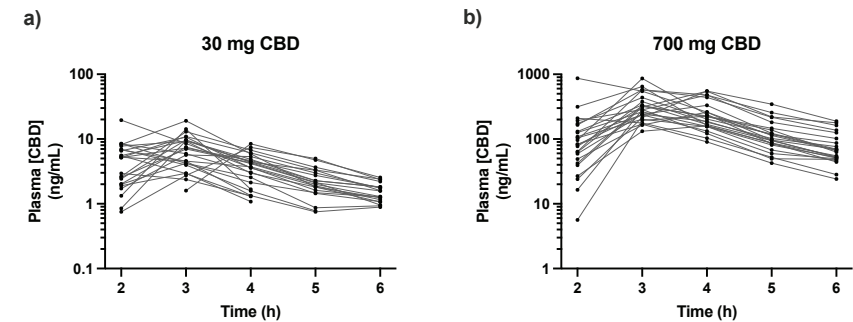 a)
30 mg CBD
Plasma [CBD]
(ng/mL)
100
10
1
0.1
2 3 4 5 6
Time (h)
b)
700 mg CBD
Plasma [CBD]
(ng/mL)
1000
100
10
1
2 3 4 5 6
Time (h)